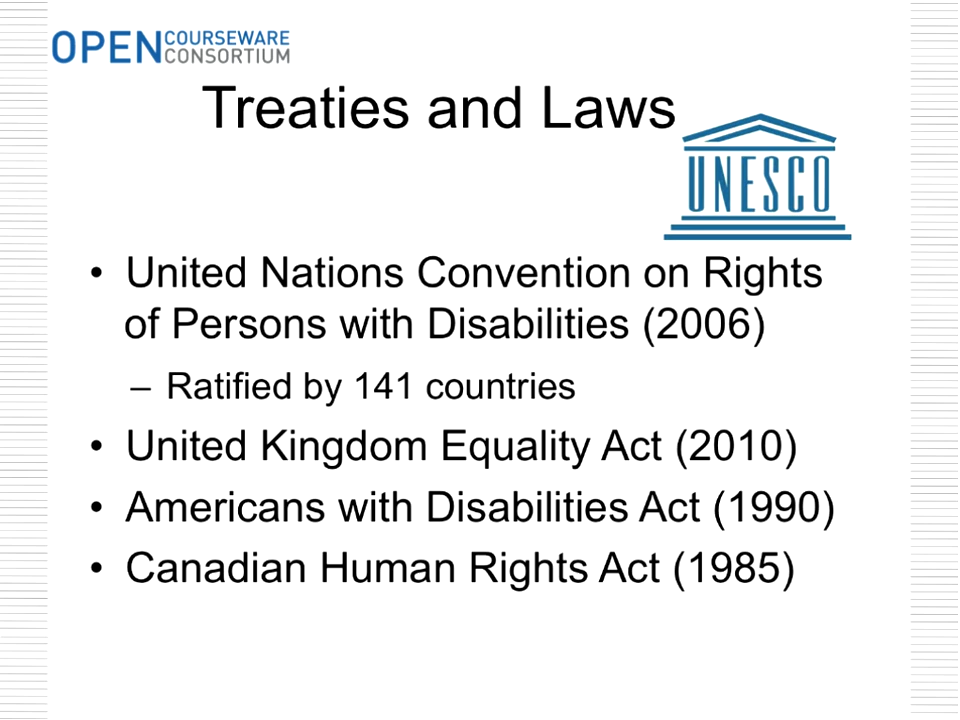 OPEN COURSEWARE CONSORTIUM
Treaties and Laws
UNESCO
• United Nations Convention on Rights
of Persons with Disabilities (2006)
– Ratified by 141 countries
• United Kingdom Equality Act (2010)
• Americans with Disabilities Act (1990)
• Canadian Human Rights Act (1985)